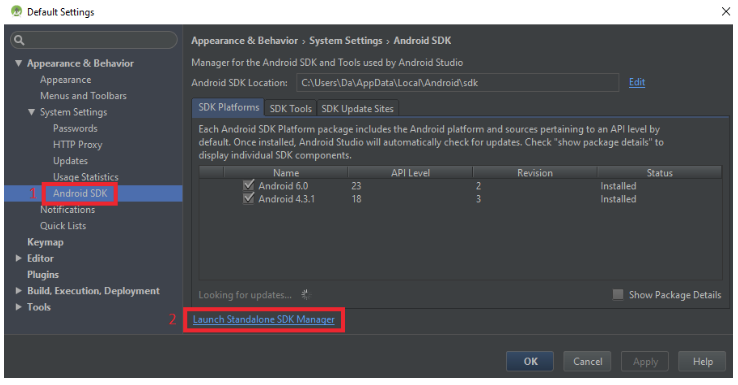 Default Settings
Appearance & Behavior
Appearance
Menus and Toolbars
System Settings
Passwords
HTTP Proxy
Updates
Usage Statistics
1 Android SDK
Notifications
Quick Lists
Keymap
Editor
Plugins
Build, Execution, Deployment
Tools
Appearance & Behavior › System Settings › Android SDK
Manager for the Android SDK and Tools used by Android Studio
Android SDK Location: C:\Users\Da\AppData\Local\Android\sdk Edit
SDK Platforms SDK Tools SDK Update Sites
Each Android SDK Platform package includes the Android platform and sources pertaining to an API level by
default. Once installed, Android Studio will automatically check for updates. Check "show package details" to
display individual SDK components.
Name API Level Revision Status
Android 6.0 23 2 Installed
Android 4.3.1 18 3 Installed
Looking for updates... Show Package Details
2 Launch Standalone SDK Manager
OK Cancel Apply Help